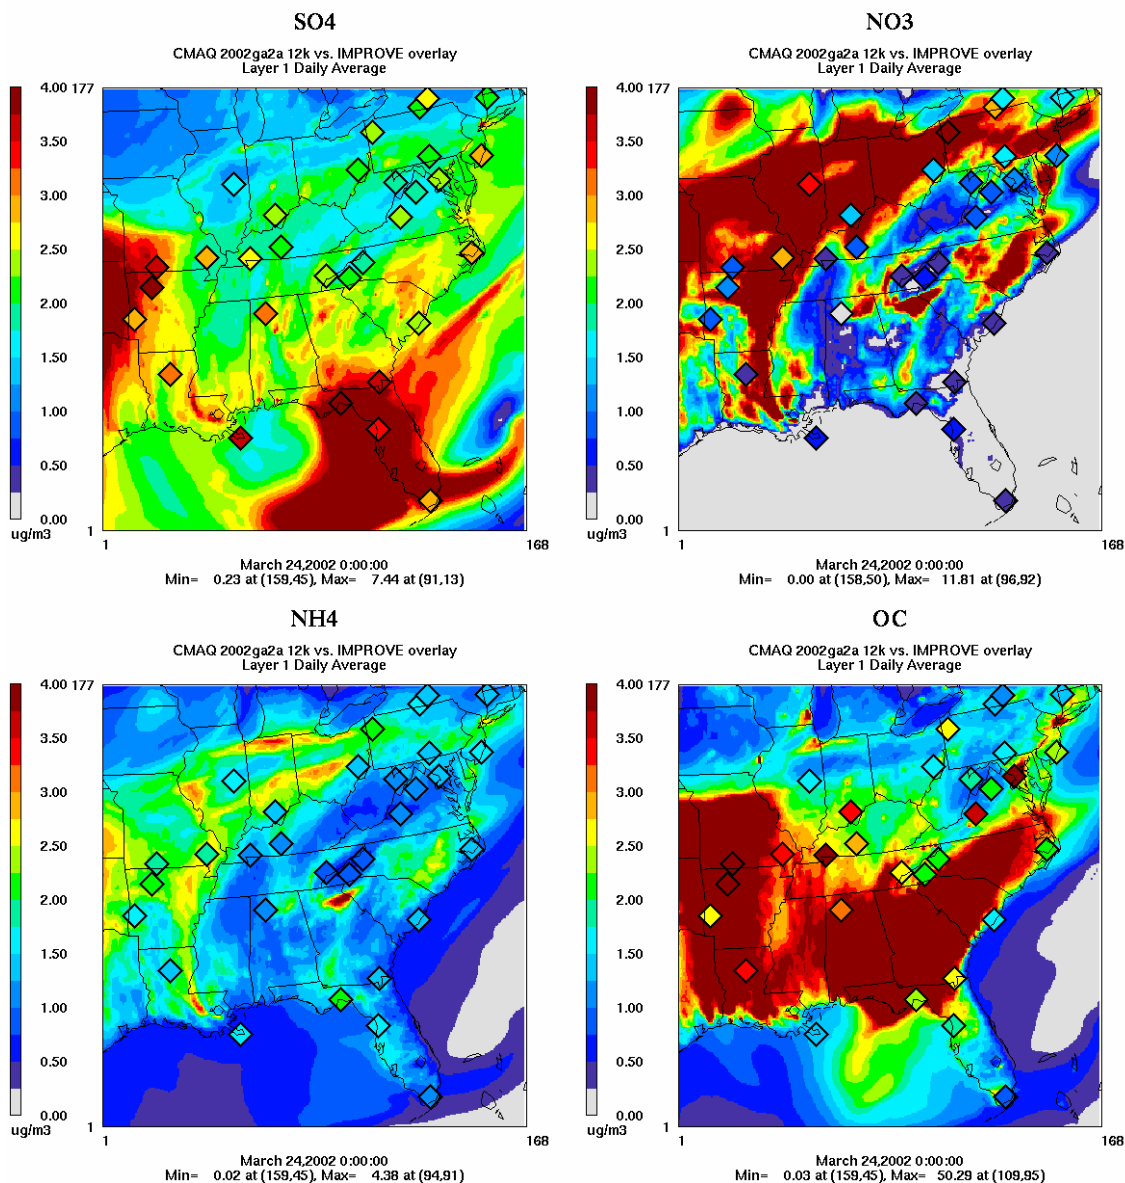 SO4
CMAQ 2002ga2a 12k vs. IMPROVE overlay
Layer 1 Daily Average
4.00 177
3.50
3.00
2.50
2.00
1.50
1.00
0.50
0.00
ug/m3
1
1 168
March 24,2002 0:00:00
Min= 0.23 at (159,45), Max= 7.44 at (91,13)
NO3
CMAQ 2002ga2a 12k vs. IMPROVE overlay
Layer 1 Daily Average
4.00 177
3.50
3.00
2.50
2.00
1.50
1.00
0.50
0.00
ug/m3
1
1 168
March 24,2002 0:00:00
Min= 0.00 at (158,50), Max= 11.81 at (96,92)
NH4
CMAQ 2002ga2a 12k vs. IMPROVE overlay
Layer 1 Daily Average
4.00 177
3.50
3.00
2.50
2.00
1.50
1.00
0.50
0.00
ug/m3
1
1 168
March 24,2002 0:00:00
Min= 0.02 at (159,45), Max= 4.38 at (94,91)
OC
CMAQ 2002ga2a 12k vs. IMPROVE overlay
Layer 1 Daily Average
4.00 177
3.50
3.00
2.50
2.00
1.50
1.00
0.50
0.00
ug/m3
1
1 168
March 24,2002 0:00:00
Min= 0.03 at (159,45), Max= 50.29 at (109,95)